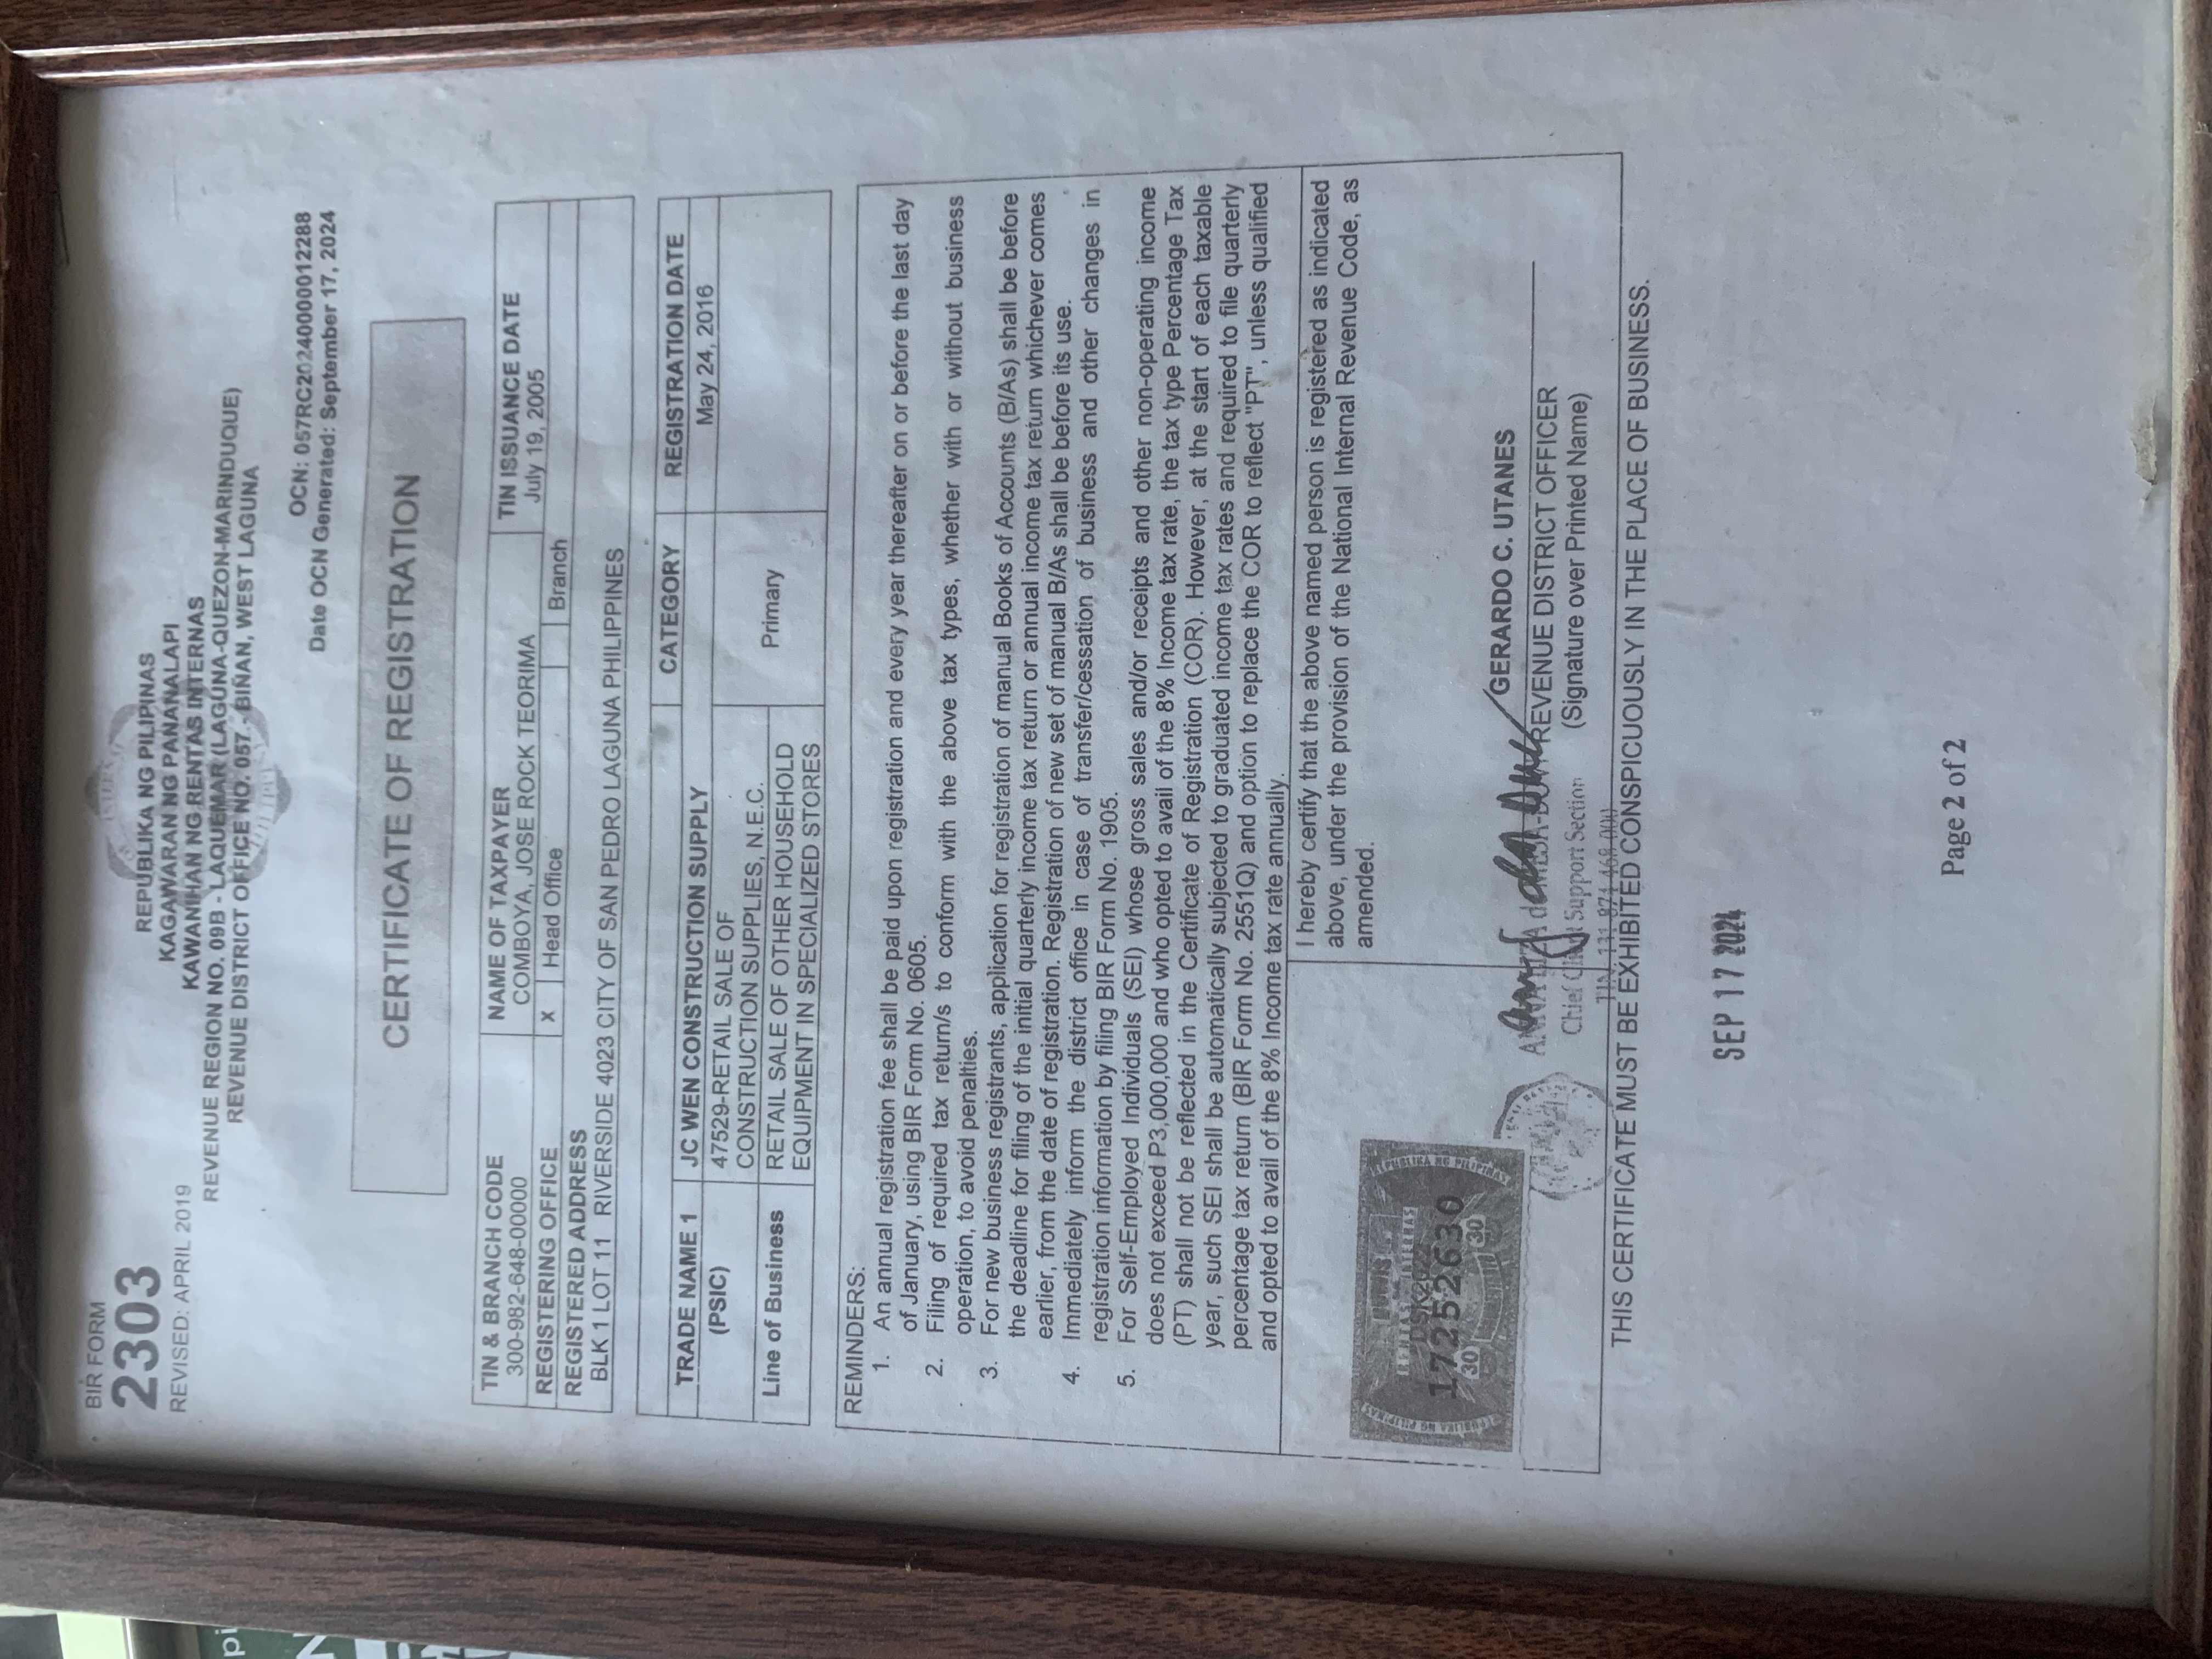 BIR FORM
2303
REVISED: APRIL 2019
REPUBLIKA NG PILIPINAS
KAGAWARAN NG PANANALAPI
KAWANIHAN NG RENTAS INTERNAS
REVENUE REGION NO. 09B - LAQUEMAR (LAGUNA-QUEZON-MARINDUQUE)
REVENUE DISTRICT OFFICE NO. 057 - BIÑAN, WEST LAGUNA
OCN: 057RC20240000012288
Date OCN Generated: September 17, 2024
CERTIFICATE OF REGISTRATION
TIN & BRANCH CODE NAME OF TAXPAYER TIN ISSUANCE DATE
300-982-648-00000 COMBOYA, JOSE ROCK TEORIMA July 19, 2005
REGISTERING OFFICE X Head Office Branch
REGISTERED ADDRESS
BLK 1 LOT 11 RIVERSIDE 4023 CITY OF SAN PEDRO LAGUNA PHILIPPINES
CATEGORY REGISTRATION DATE
TRADE NAME 1 JC WEN CONSTRUCTION SUPPLY May 24, 2016
(PSIC) 47529-RETAIL SALE OF
CONSTRUCTION SUPPLIES, N.E.C. Primary
Line of Business RETAIL SALE OF OTHER HOUSEHOLD
EQUIPMENT IN SPECIALIZED STORES
REMINDERS:
1. An annual registration fee shall be paid upon registration and every year thereafter on or before the last day
of January, using BIR Form No. 0605.
2. Filing of required tax return/s to conform with the above tax types, whether with or without business
operation, to avoid penalties.
3. For new business registrants, application for registration of manual Books of Accounts (B/As) shall be before
the deadline for filing of the initial quarterly income tax return or annual income tax return whichever comes
earlier, from the date of registration. Registration of new set of manual B/As shall be before its use.
4. Immediately inform the district office in case of transfer/cessation of business and other changes in
registration information by filing BIR Form No. 1905.
5. For Self-Employed Individuals (SEI) whose gross sales and/or receipts and other non-operating income
does not exceed P3,000,000 and who opted to avail of the 8% Income tax rate, the tax type Percentage Tax
(PT) shall not be reflected in the Certificate of Registration (COR). However, at the start of each taxable
year, such SEI shall be automatically subjected to graduated income tax rates and required to file quarterly
percentage tax return (BIR Form No. 2551Q) and option to replace the COR to reflect "PT", unless qualified
and opted to avail of the 8% Income tax rate annually.
I hereby certify that the above named person is registered as indicated
above, under the provision of the National Internal Revenue Code, as
amended.
REPUBLIKA NG PILIPINAS
RENTAS INTERNAS
17252630
30 30
GERARDO C. UTANES
REVENUE DISTRICT OFFICER
Support Section (Signature over Printed Name)
THIS CERTIFICATE MUST BE EXHIBITED CONSPICUOUSLY IN THE PLACE OF BUSINESS.
SEP 17 2024
Page 2 of 2